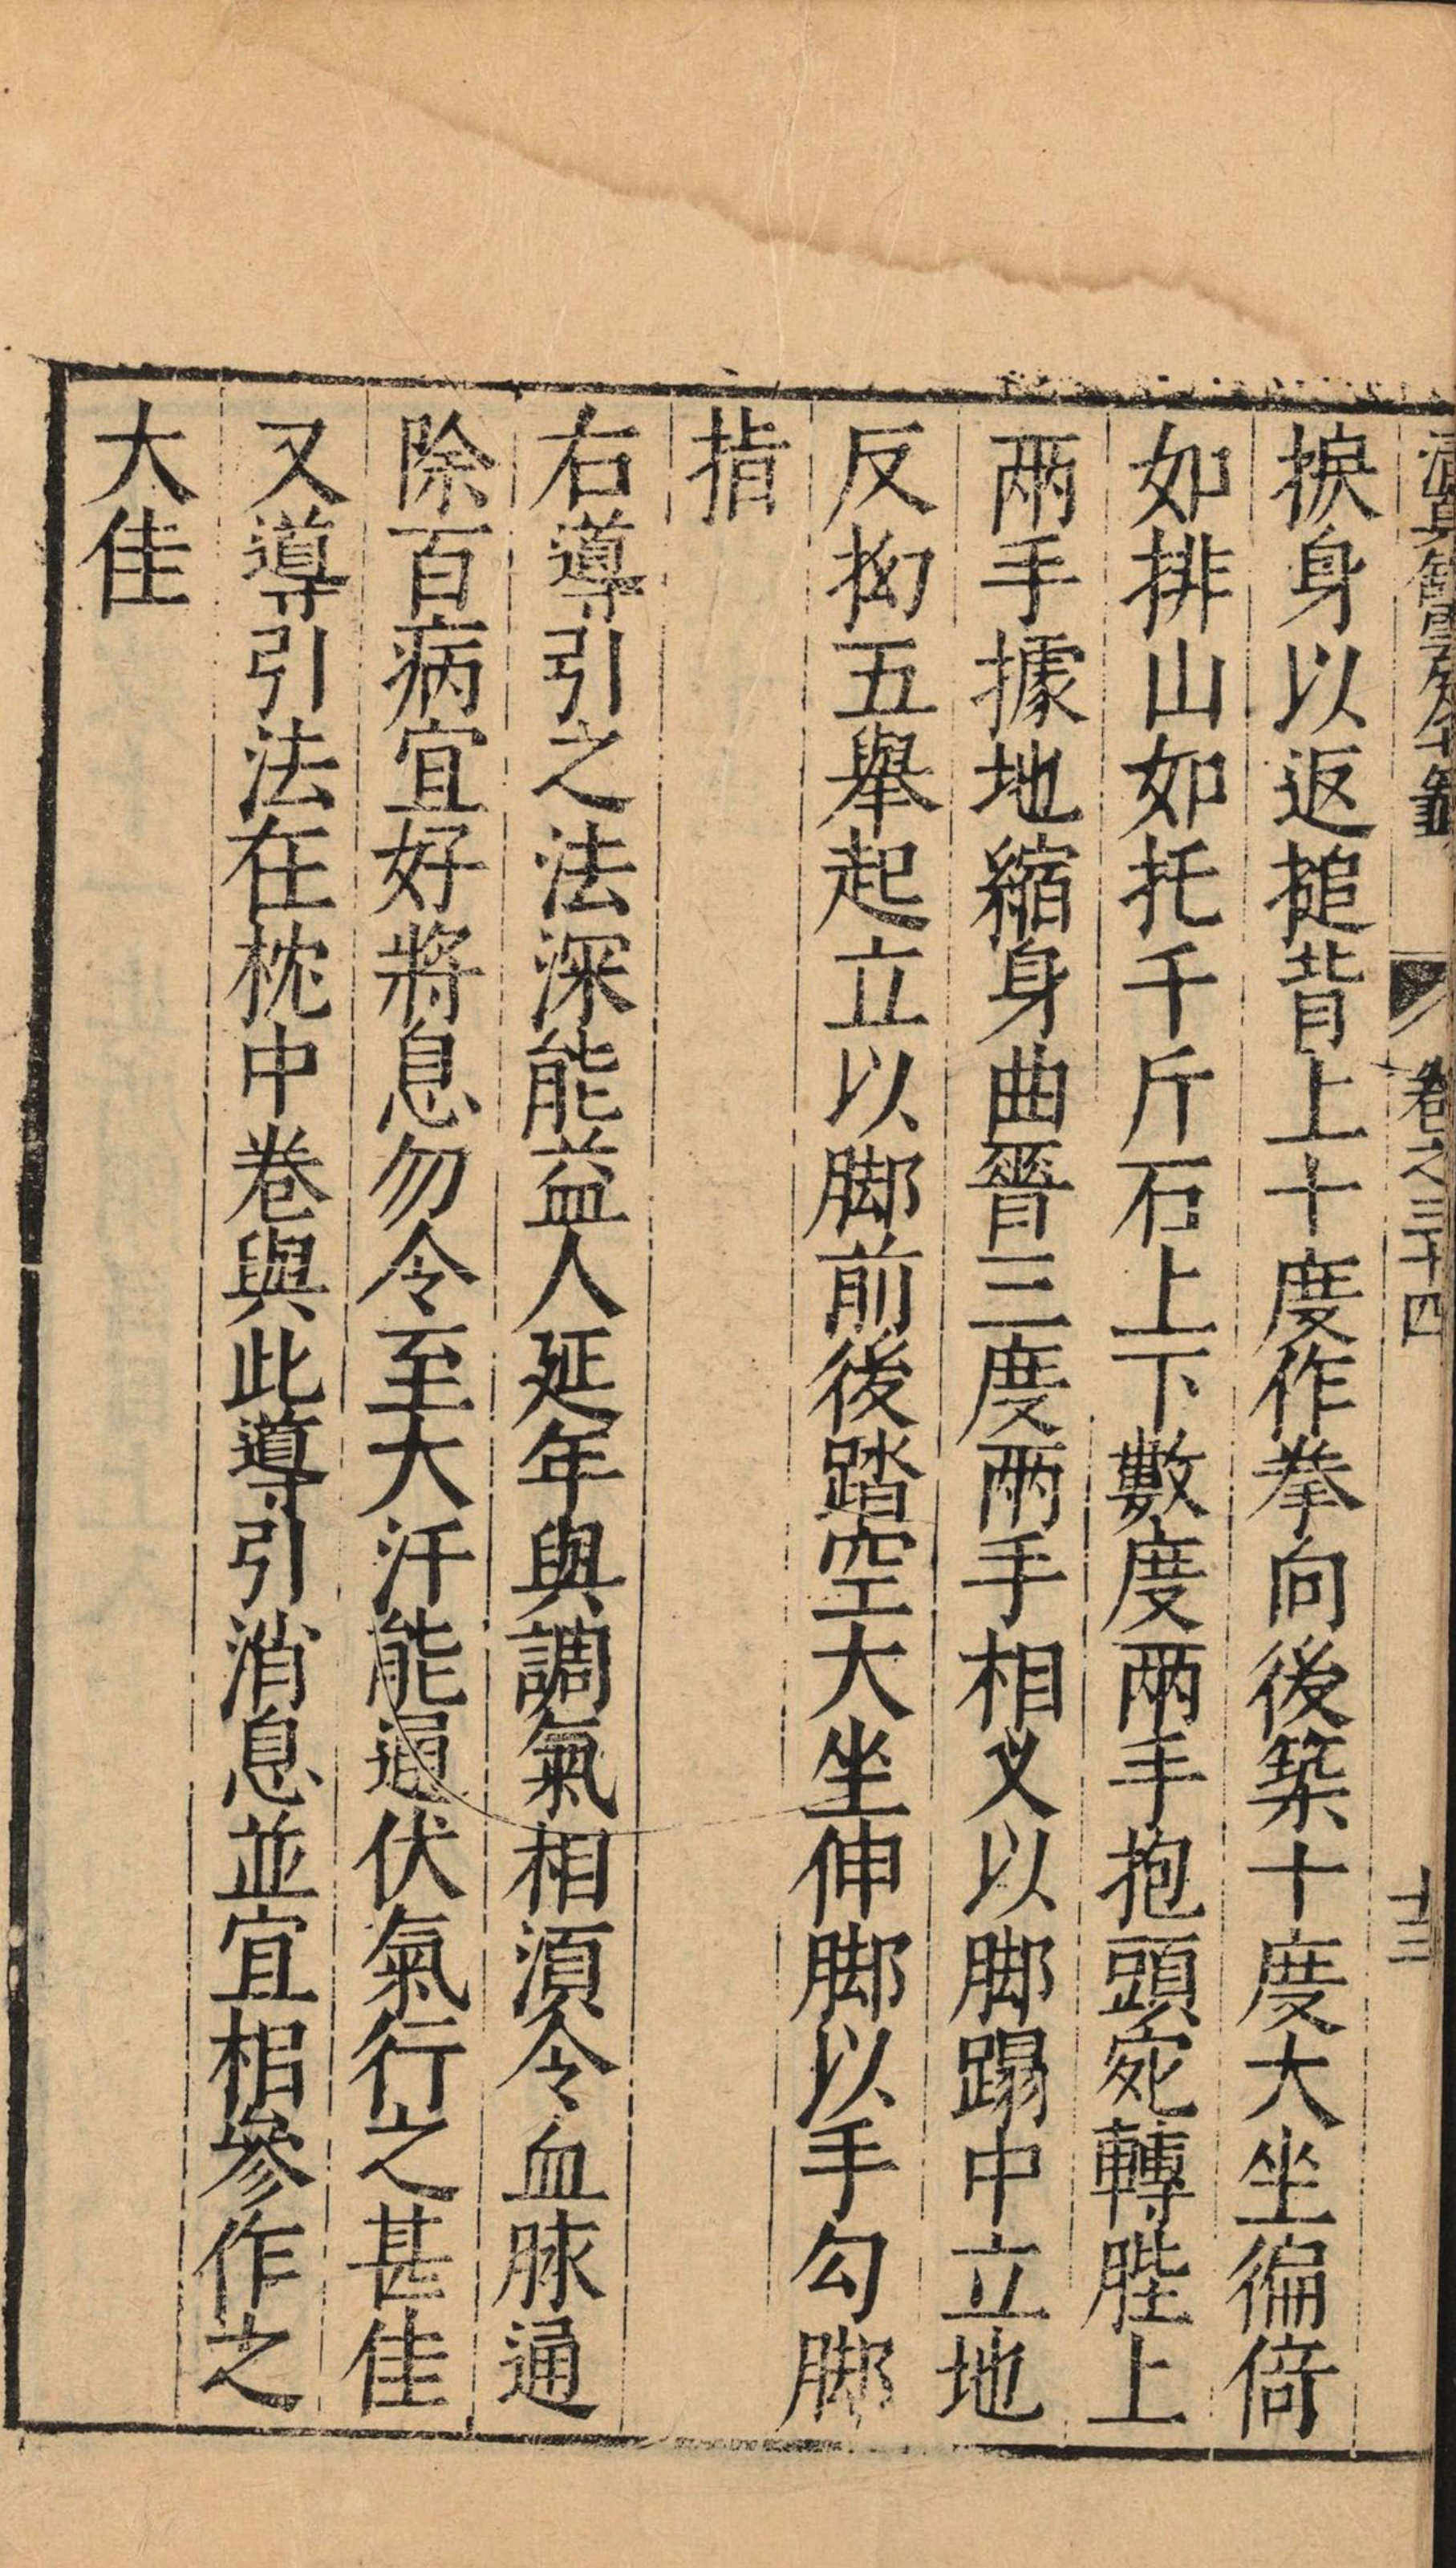 卷之三十四
十三
捩身以返搥背上十度作拳向後築十度大坐偏倚
如排山如托千斤石上下數度兩手抱頭宛轉䏶上
兩手據地縮身曲脊三度兩手相叉以脚蹋中立地
反拗五舉起立以脚前後踏空大坐伸脚以手勾脚
指
右導引之法深能益人延年與調氣相湏令血脉通
除百病宜好將息勿令至大汗能通伏氣行之甚佳
又導引法在枕中卷與此導引消息並宜相參作之
大佳